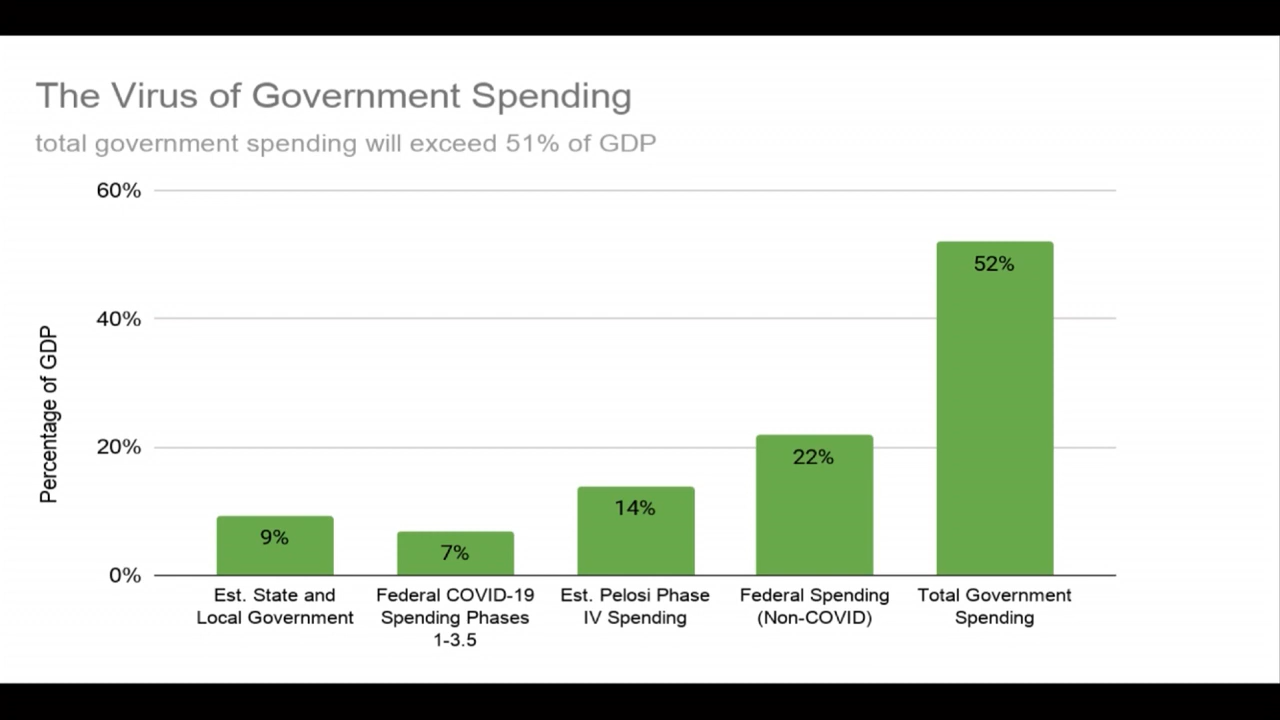 The Virus of Government Spending
total government spending will exceed 51% of GDP
60%
40%
20%
0%
Percentage of GDP
9%
7%
14%
22%
52%
Est. State and
Local Government
Federal COVID-19
Spending Phases
1-3.5
Est. Pelosi Phase
IV Spending
Federal Spending
(Non-COVID)
Total Government
Spending